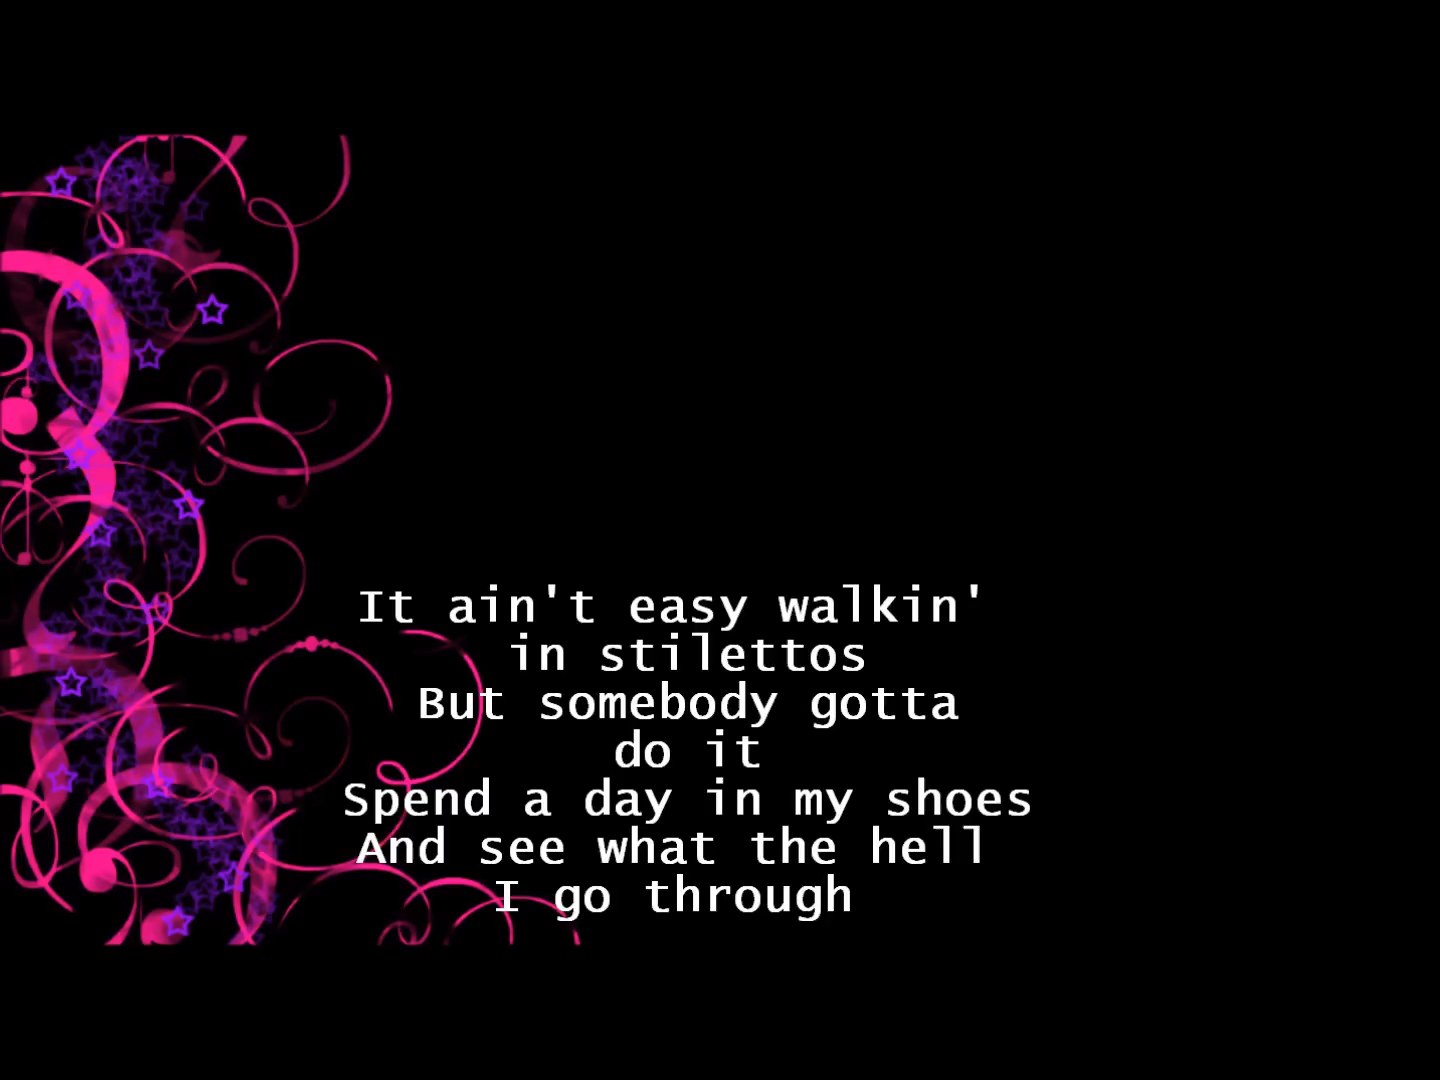 It ain't easy walkin'
in stilettos
But somebody gotta
do it
Spend a day in my shoes
And see what the hell
I go through